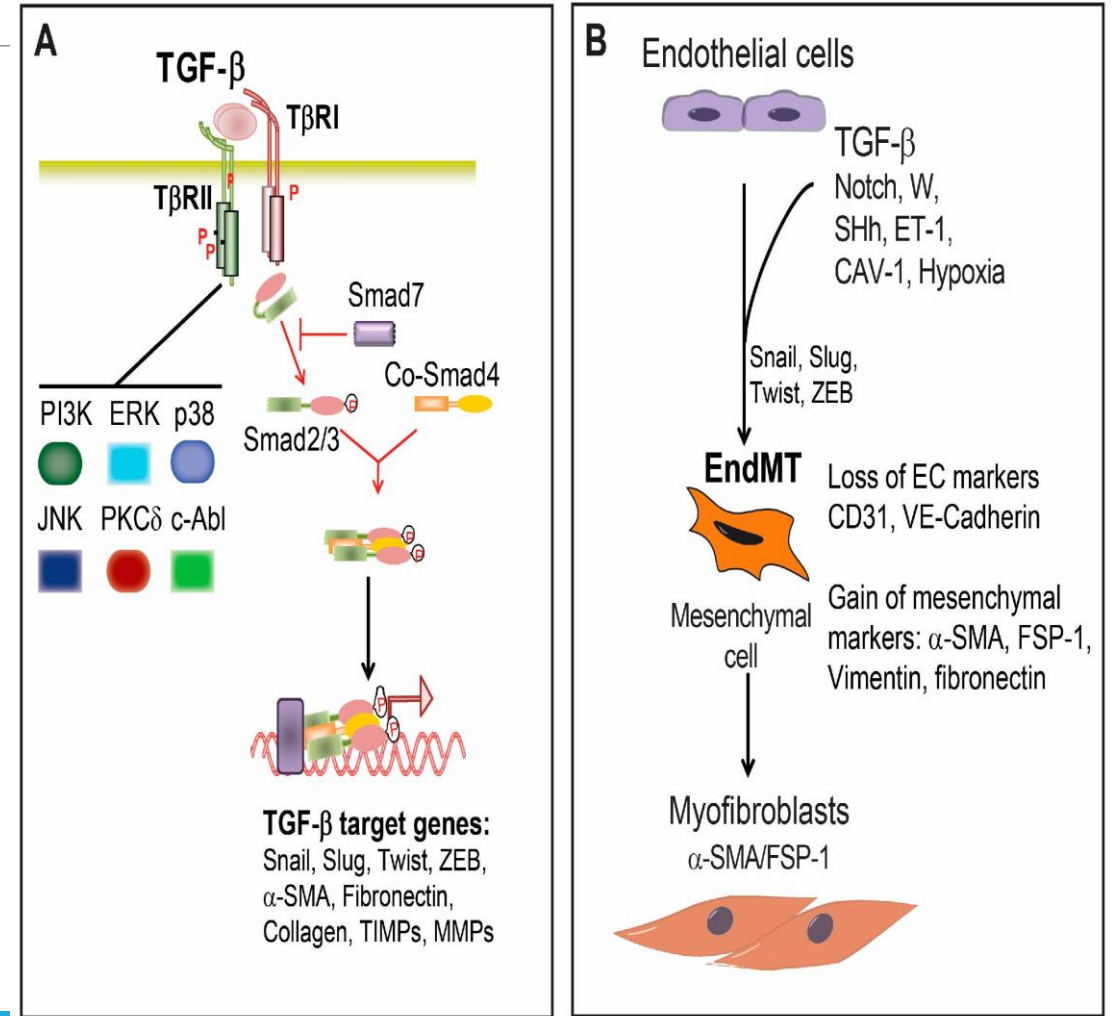 A
TGF-β
TβRI
P
P
TβRII
P
P
Smad7
Co-Smad4
P
Smad2/3
PI3K ERK p38
JNK PKCδ c-Abl
P
P
P
P
TGF-β target genes:
Snail, Slug, Twist, ZEB,
α-SMA, Fibronectin,
Collagen, TIMPs, MMPs
B
Endothelial cells
TGF-β
Notch, W,
SHh, ET-1,
CAV-1, Hypoxia
Snail, Slug,
Twist, ZEB
EndMT
Loss of EC markers
CD31, VE-Cadherin
Mesenchymal
cell
Gain of mesenchymal
markers: α-SMA, FSP-1,
Vimentin, fibronectin
Myofibroblasts
α-SMA/FSP-1